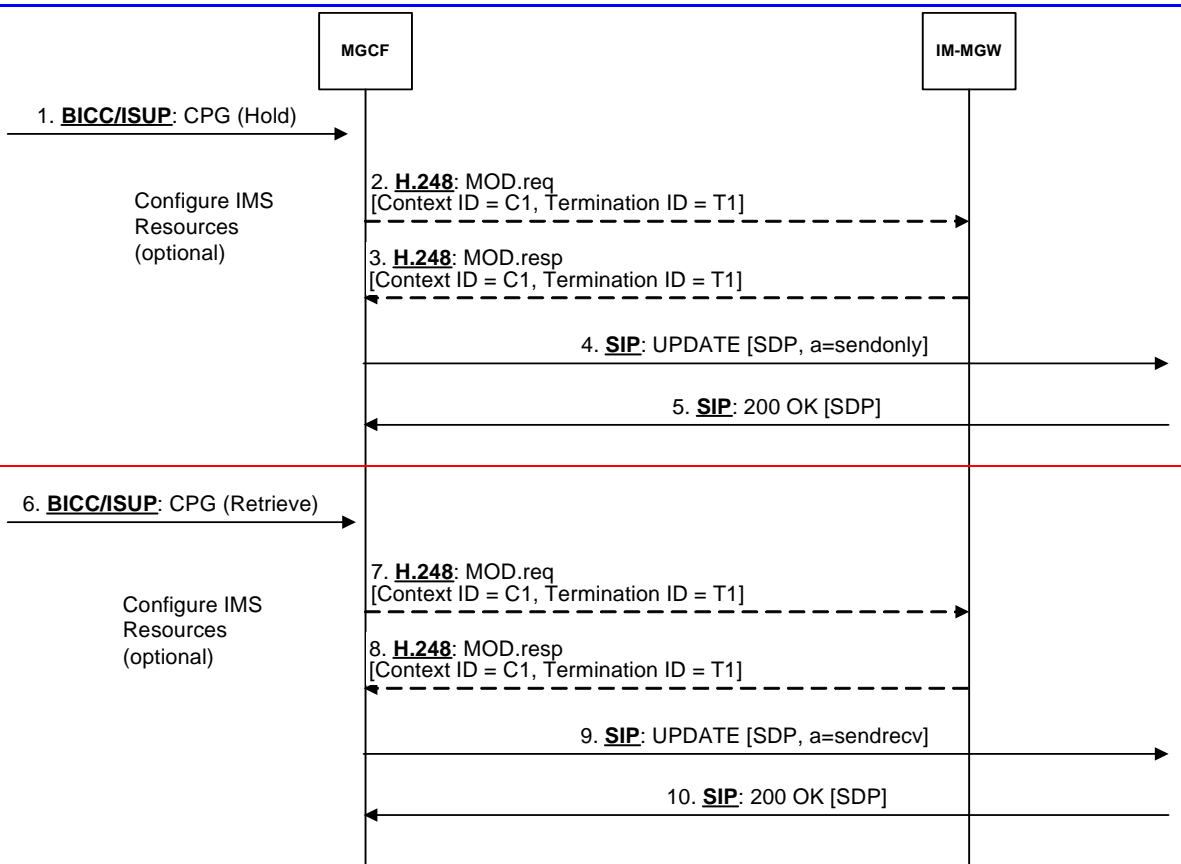 MGCF
IM-MGW
1. BICC/ISUP: CPG (Hold)
2. H.248: MOD.req
[Context ID = C1, Termination ID = T1]
Configure IMS
Resources
(optional)
3. H.248: MOD.resp
[Context ID = C1, Termination ID = T1]
4. SIP: UPDATE [SDP, a=sendonly]
5. SIP: 200 OK [SDP]
6. BICC/ISUP: CPG (Retrieve)
7. H.248: MOD.req
[Context ID = C1, Termination ID = T1]
Configure IMS
Resources
(optional)
8. H.248: MOD.resp
[Context ID = C1, Termination ID = T1]
9. SIP: UPDATE [SDP, a=sendrecv]
10. SIP: 200 OK [SDP]